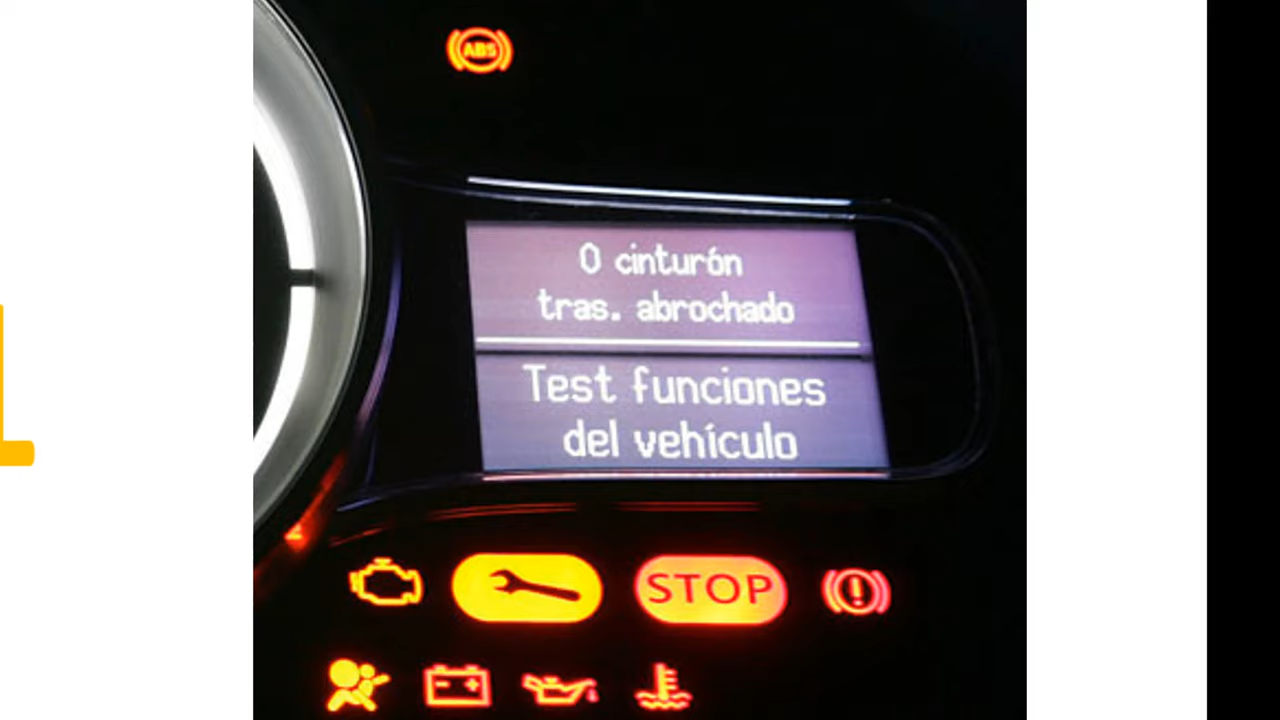 ABS
0 cinturón
tras. abrochado
Test funciones
del vehículo
STOP